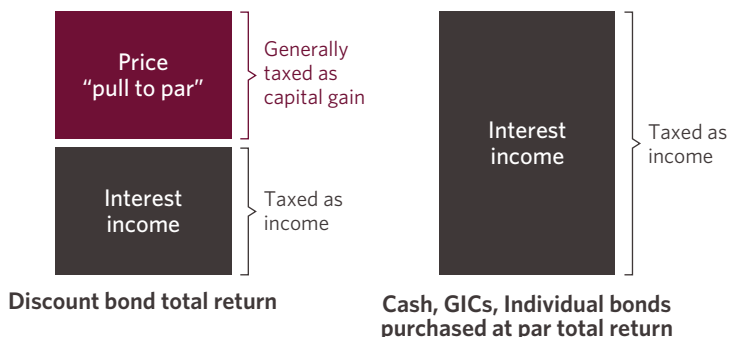 Price
“pull to par”
Generally
taxed as
capital gain
Interest
income
Taxed as
income
Discount bond total return
Interest
income
Taxed as
income
Cash, GICs, Individual bonds
purchased at par total return